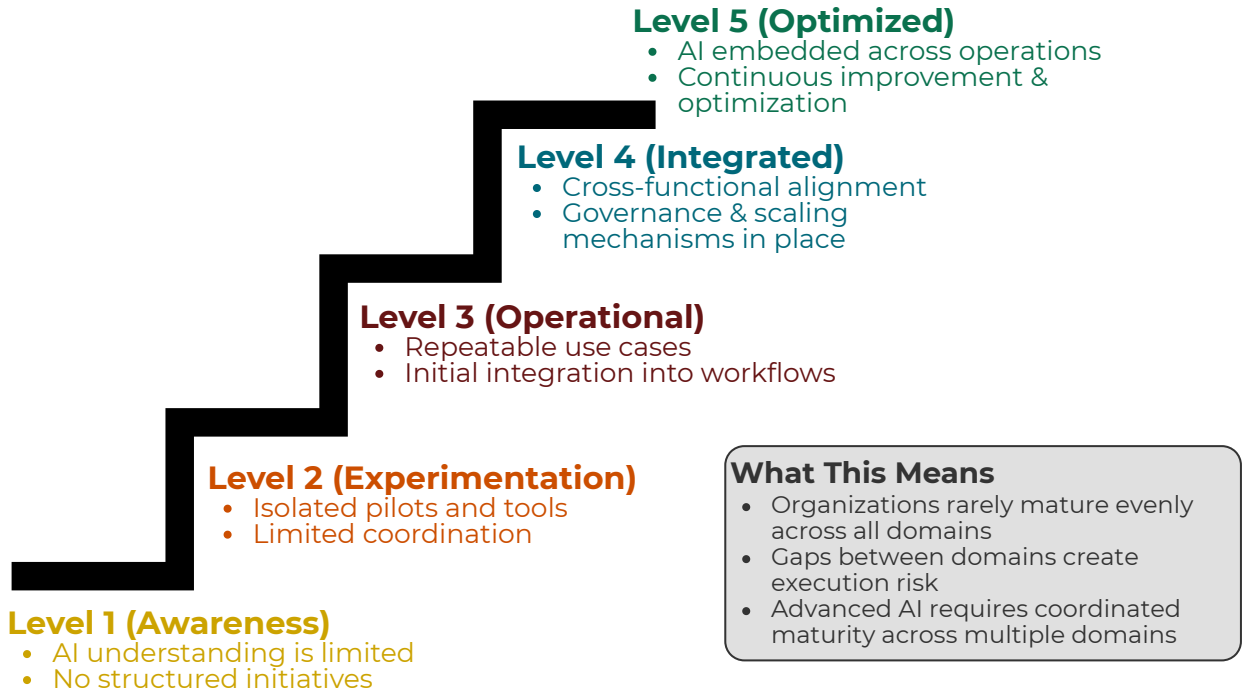 Level 5 (Optimized)
• AI embedded across operations
• Continuous improvement &
optimization
Level 4 (Integrated)
• Cross-functional alignment
• Governance & scaling
mechanisms in place
Level 3 (Operational)
• Repeatable use cases
• Initial integration into workflows
Level 2 (Experimentation)
• Isolated pilots and tools
• Limited coordination
Level 1 (Awareness)
• AI understanding is limited
• No structured initiatives
What This Means
• Organizations rarely mature evenly
across all domains
• Gaps between domains create
execution risk
• Advanced AI requires coordinated
maturity across multiple domains